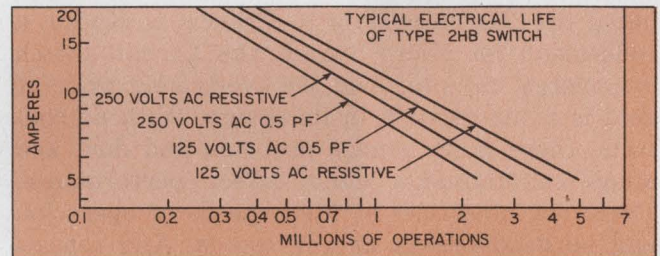 TYPICAL ELECTRICAL LIFE
OF TYPE 2HB SWITCH
20
15
10
5
AMPERES
250 VOLTS AC RESISTIVE
250 VOLTS AC 0.5 PF
125 VOLTS AC 0.5 PF
125 VOLTS AC RESISTIVE
0.1 0.2 0.3 0.4 0.5 0.7 1 2 3 4 5 7
MILLIONS OF OPERATIONS